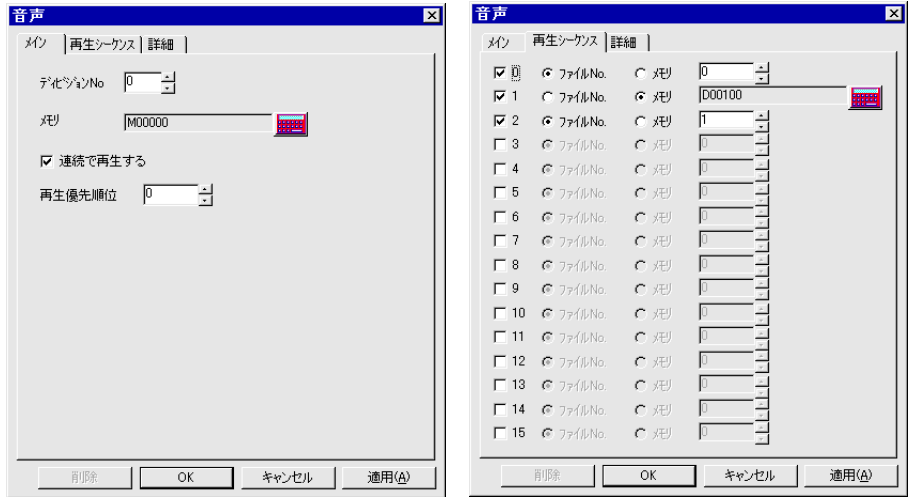 音声
メイン 再生シーケンス 詳細
ディビジョンNo 0
メモリ M00000
連続で再生する
再生優先順位 0
削除 OK キャンセル 適用(A)
音声
メイン 再生シーケンス 詳細
0 ファイルNo. メモリ 0
1 ファイルNo. メモリ D00100
2 ファイルNo. メモリ 1
3 ファイルNo. メモリ 0
4 ファイルNo. メモリ 0
5 ファイルNo. メモリ 0
6 ファイルNo. メモリ 0
7 ファイルNo. メモリ 0
8 ファイルNo. メモリ 0
9 ファイルNo. メモリ 0
10 ファイルNo. メモリ 0
11 ファイルNo. メモリ 0
12 ファイルNo. メモリ 0
13 ファイルNo. メモリ 0
14 ファイルNo. メモリ 0
15 ファイルNo. メモリ 0
削除 OK キャンセル 適用(A)